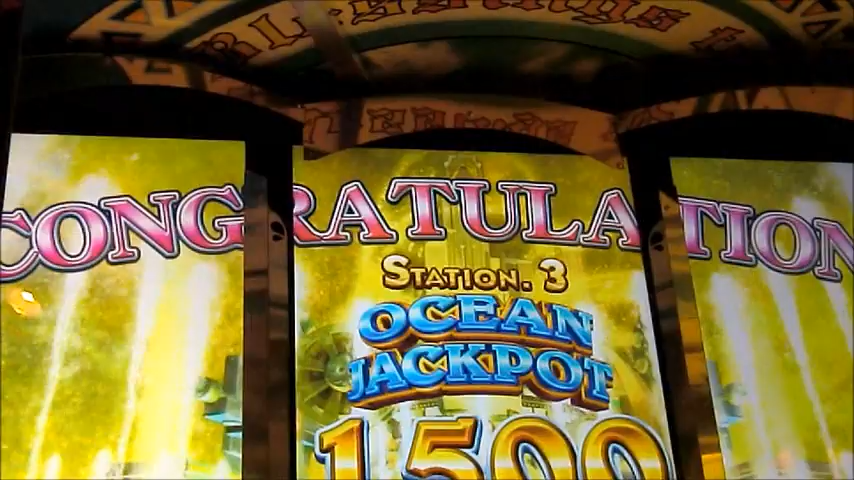 CONGRATULATION
STATION. 3
OCEAN
JACKPOT
1500